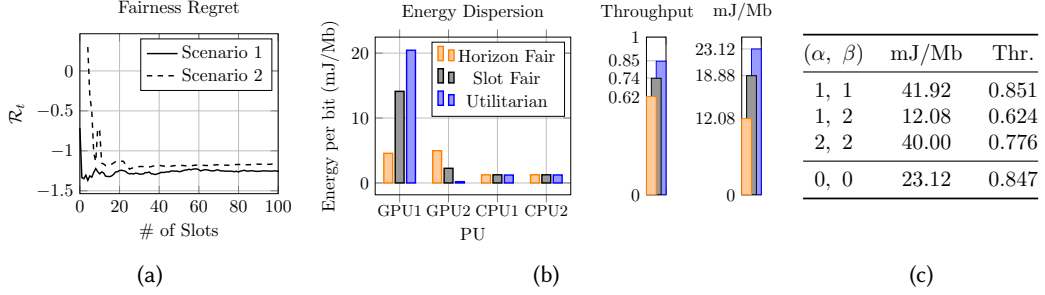 Fairness Regret
0
−0.5
−1
−1.5
R_t
Scenario 1
Scenario 2
0 20 40 60 80 100
# of Slots
(a)
Energy Dispersion
20
10
0
Energy per bit (mJ/Mb)
Horizon Fair
Slot Fair
Utilitarian
GPU1 GPU2 CPU1 CPU2
PU
Throughput
1
0.85
0.74
0.62
0
mJ/Mb
23.12
18.88
12.08
0
(b)
(α, β) mJ/Mb Thr.
1, 1 41.92 0.851
1, 2 12.08 0.624
2, 2 40.00 0.776
0, 0 23.12 0.847
(c)